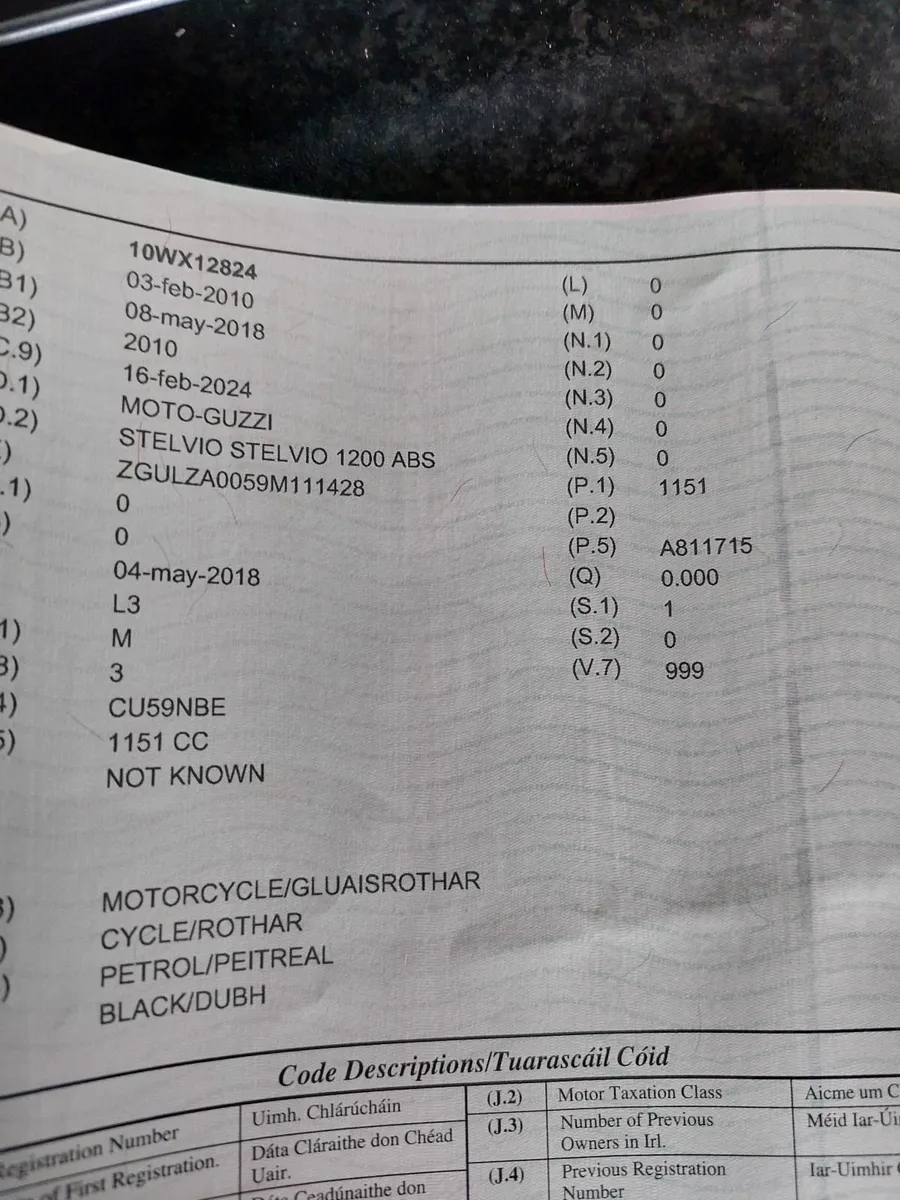 A)
B) 10WX12824
B1) 03-feb-2010
B2) 08-may-2018
C.9) 2010
D.1) 16-feb-2024
D.2) MOTO-GUZZI
STELVIO STELVIO 1200 ABS
.1) ZGULZA0059M111428
0
0
04-may-2018
L3
1) M
3) 3
4) CU59NBE
5) 1151 CC
NOT KNOWN
3) MOTORCYCLE/GLUAISROTHAR
) CYCLE/ROTHAR
) PETROL/PEITREAL
BLACK/DUBH
(L) 0
(M) 0
(N.1) 0
(N.2) 0
(N.3) 0
(N.4) 0
(N.5) 0
(P.1) 1151
(P.2)
(P.5) A811715
(Q) 0.000
(S.1) 1
(S.2) 0
(V.7) 999
Code Descriptions/Tuarascáil Cóid
Registration Number
Uimh. Chlárúcháin
of First Registration.
Dáta Cláraithe don Chéad
Uair.
Dáta Ceadúnaithe don
(J.2) Motor Taxation Class
Aicme um C
(J.3) Number of Previous
Owners in Irl.
Méid Iar-Úi
(J.4) Previous Registration
Number
Iar-Uimhir